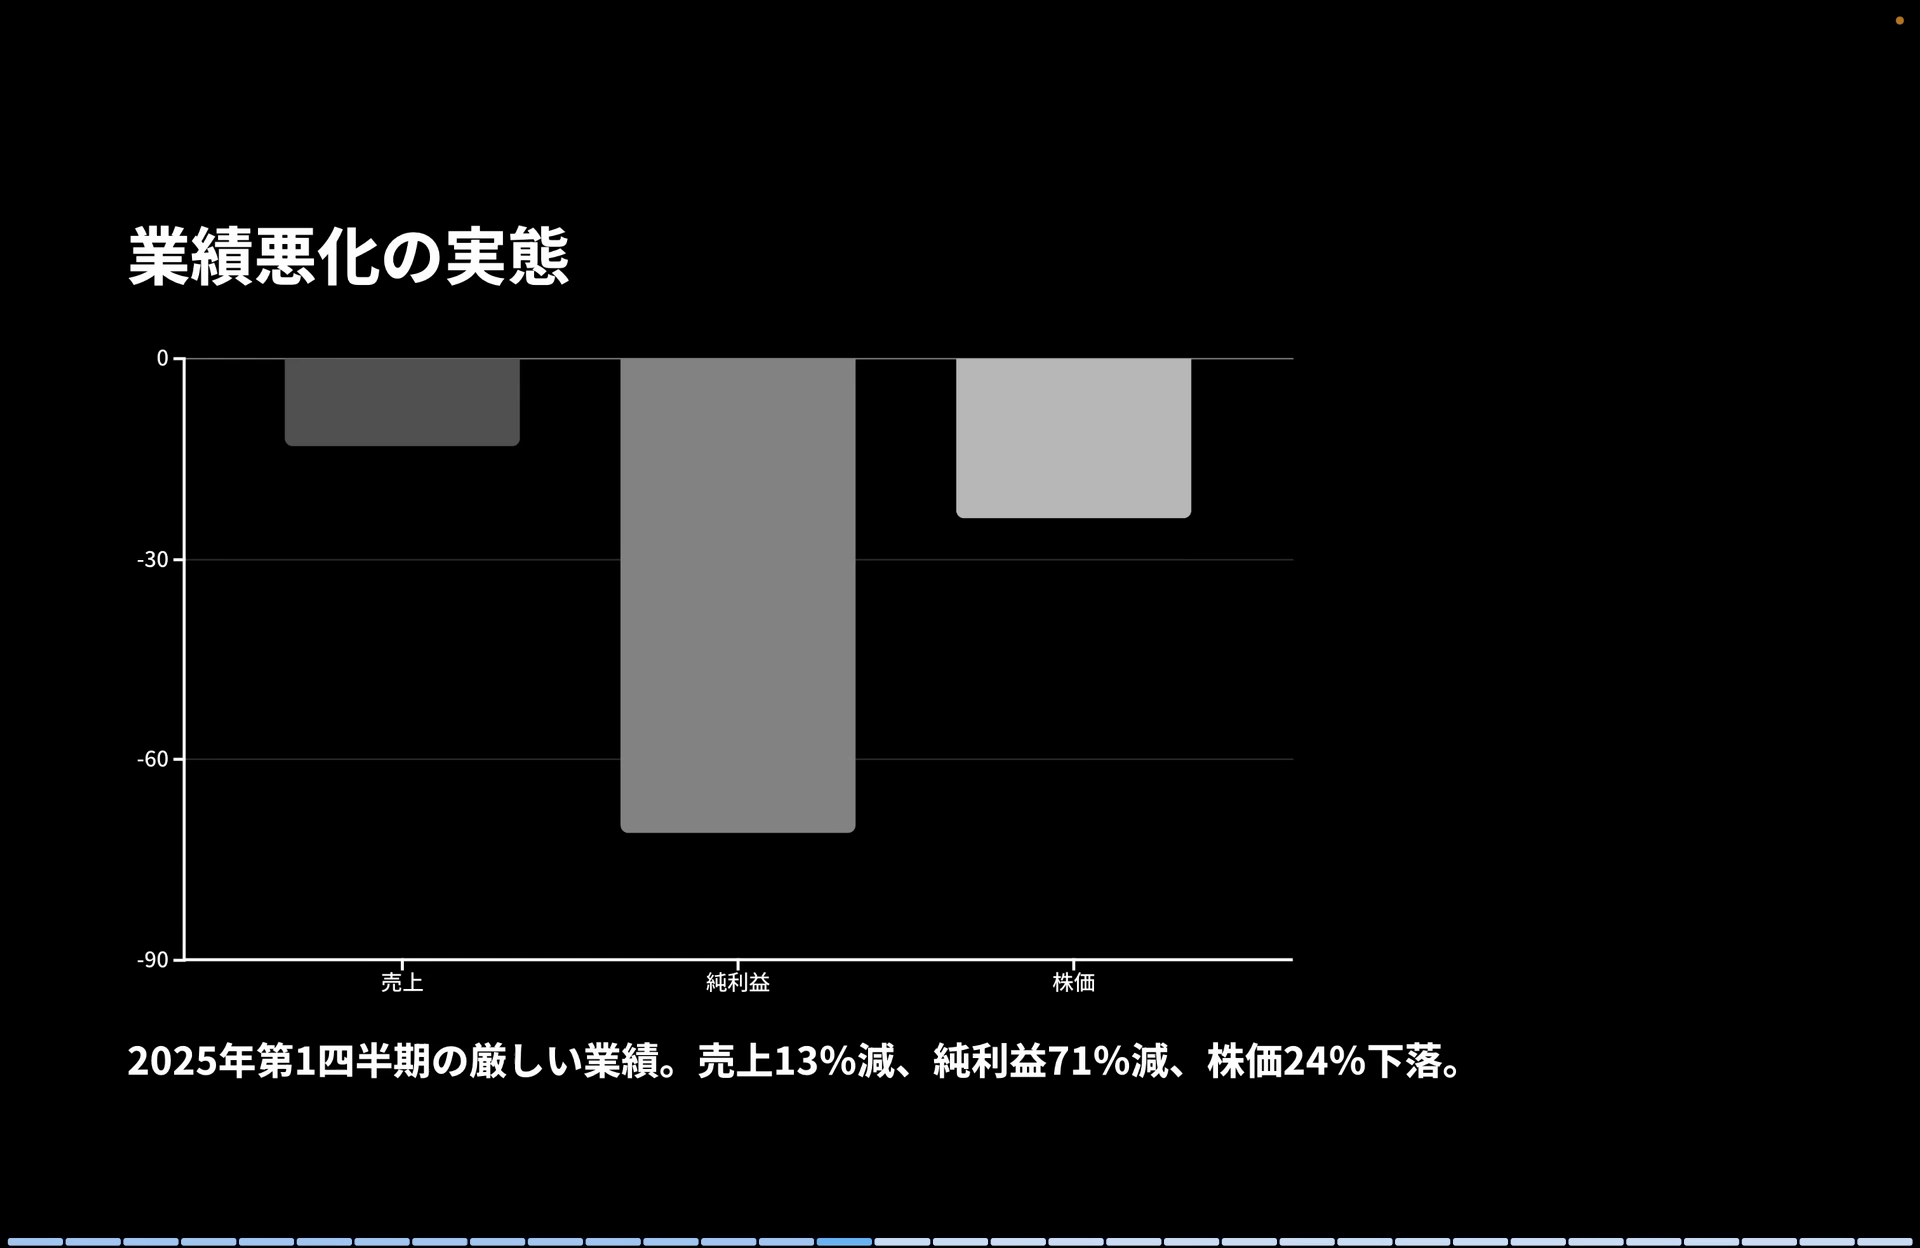 業績悪化の実態
0
-30
-60
-90
売上
純利益
株価
2025年第1四半期の厳しい業績。売上13%減、純利益71%減、株価24%下落。